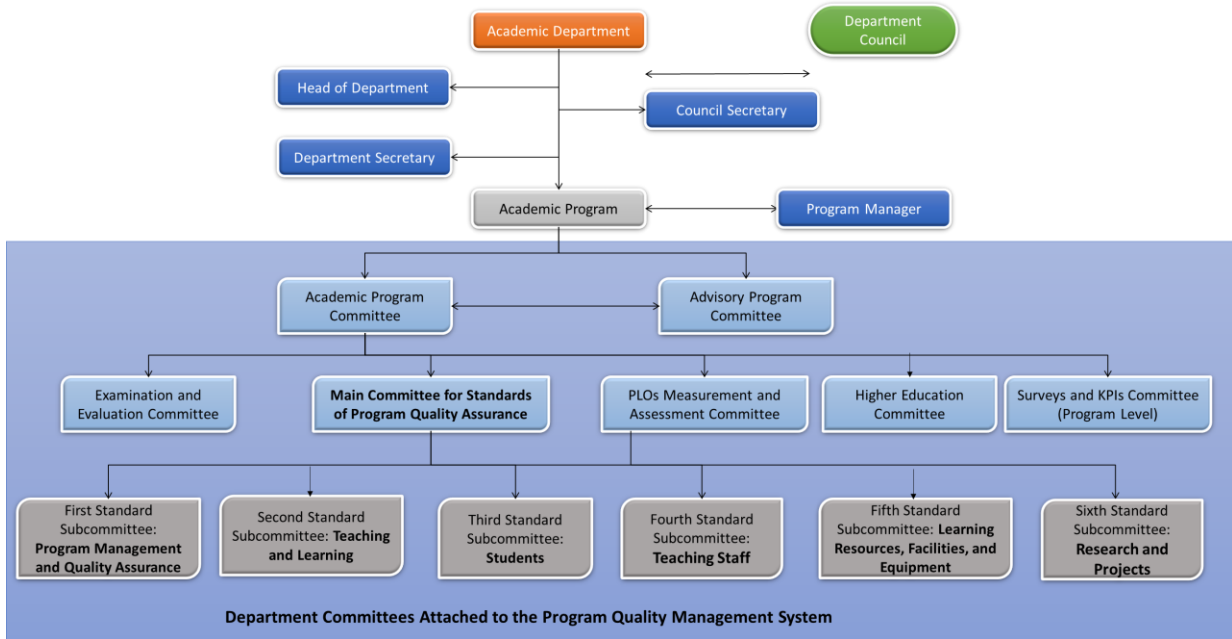 Academic Department
Department
Council
Head of Department
Council Secretary
Department Secretary
Academic Program
Program Manager
Academic Program
Committee
Advisory Program
Committee
Examination and
Evaluation Committee
Main Committee for Standards
of Program Quality Assurance
PLOs Measurement and
Assessment Committee
Higher Education
Committee
Surveys and KPIs Committee
(Program Level)
First Standard
Subcommittee:
Program Management
and Quality Assurance
Second Standard
Subcommittee: Teaching
and Learning
Third Standard
Subcommittee:
Students
Fourth Standard
Subcommittee:
Teaching Staff
Fifth Standard
Subcommittee: Learning
Resources, Facilities, and
Equipment
Sixth Standard
Subcommittee:
Research and
Projects
Department Committees Attached to the Program Quality Management System